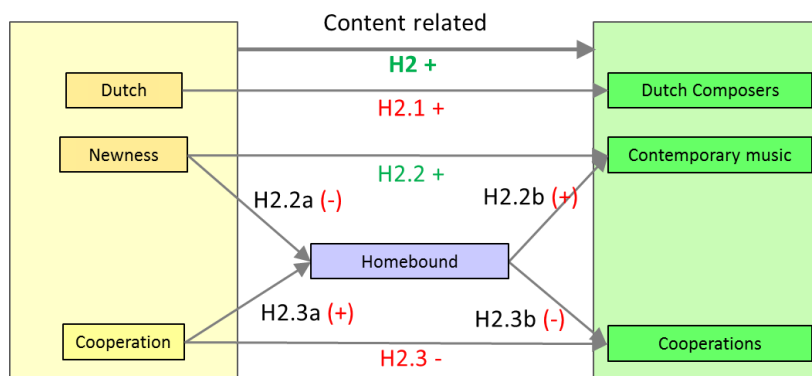 Content related
H2 +
Dutch
Dutch Composers
H2.1 +
Newness
Contemporary music
H2.2 +
H2.2a (-)
H2.2b (+)
Homebound
H2.3a (+)
H2.3b (-)
Cooperation
Cooperations
H2.3 -